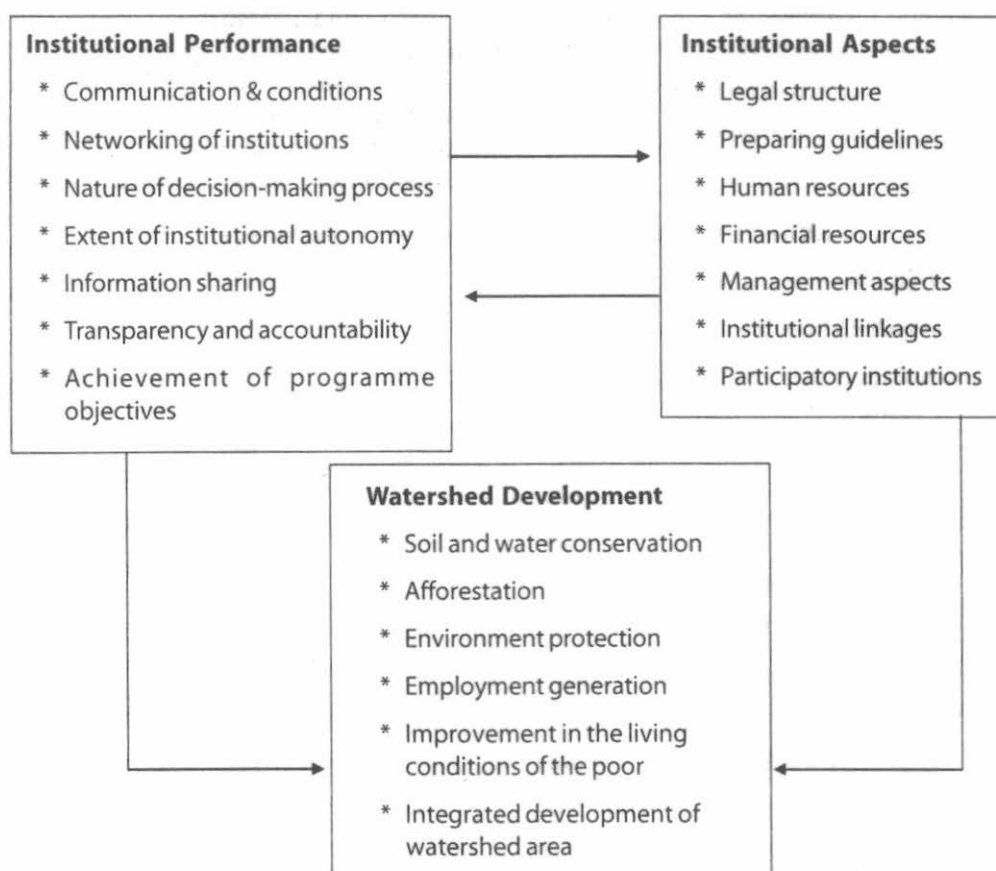 Institutional Performance
* Communication & conditions
* Networking of institutions
* Nature of decision-making process
* Extent of institutional autonomy
* Information sharing
* Transparency and accountability
* Achievement of programme
objectives
Institutional Aspects
* Legal structure
* Preparing guidelines
* Human resources
* Financial resources
* Management aspects
* Institutional linkages
* Participatory institutions
Watershed Development
* Soil and water conservation
* Afforestation
* Environment protection
* Employment generation
* Improvement in the living
conditions of the poor
* Integrated development of
watershed area